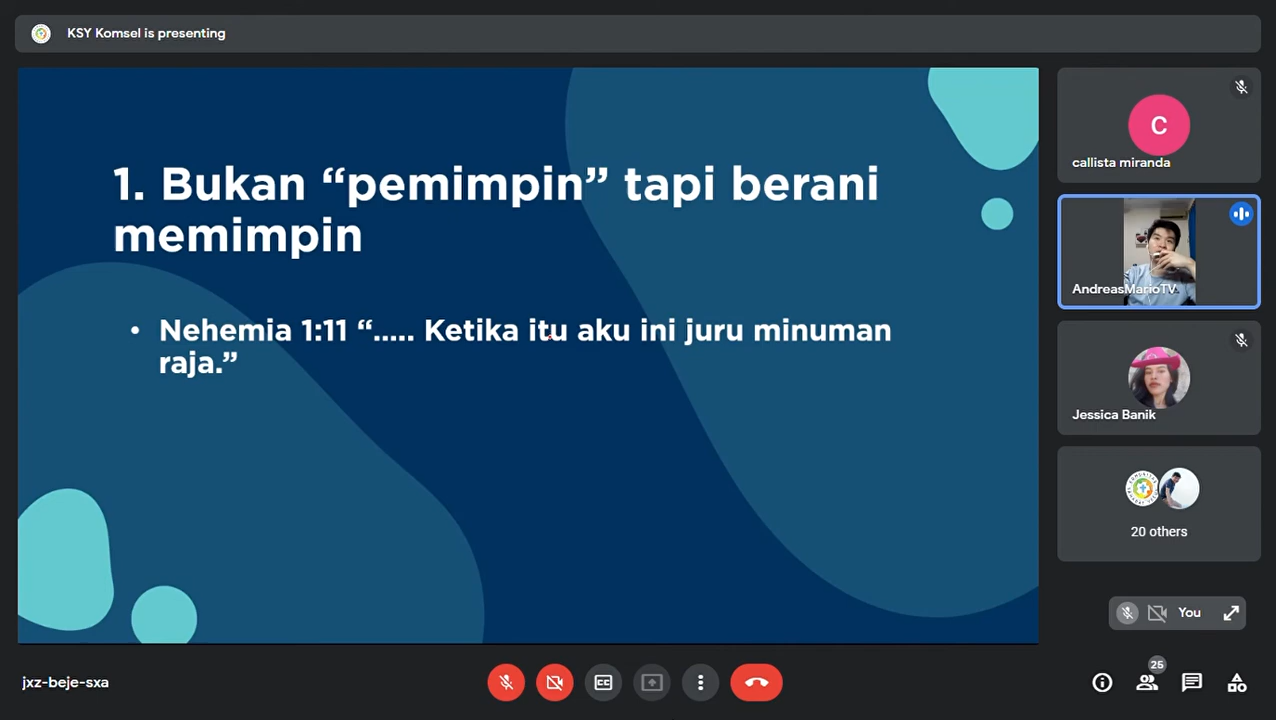 KSY Komsel is presenting
1. Bukan “pemimpin” tapi berani
memimpin
• Nehemia 1:11 “..... Ketika itu aku ini juru minuman
raja.”
C
callista miranda
AndreasMarioTV
Jessica Banik
20 others
You
jxz-beje-sxa
CC
25